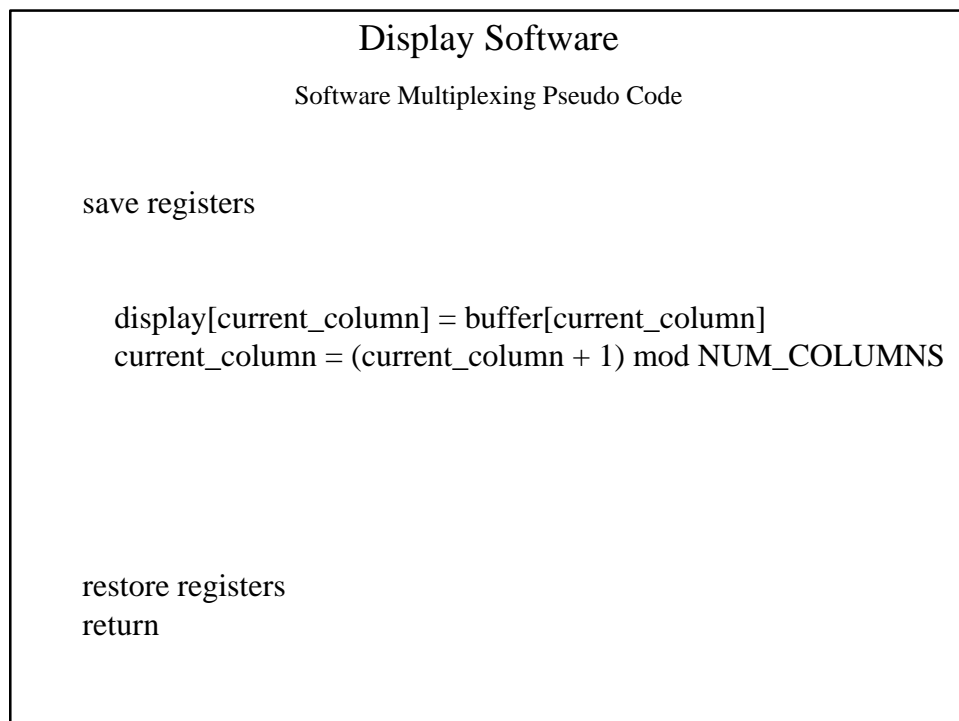 Display Software
Software Multiplexing Pseudo Code
save registers
display[current_column] = buffer[current_column]
current_column = (current_column + 1) mod NUM_COLUMNS
restore registers
return